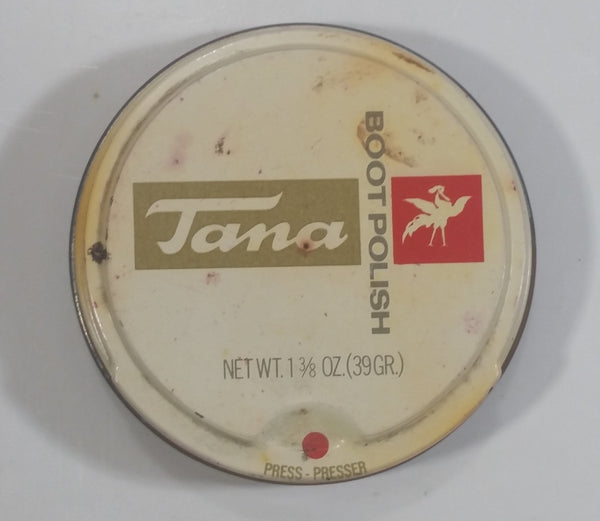 Tana
BOOT POLISH
NET WT. 1 3/8 OZ. (39 GR.)
PRESS - PRESSER